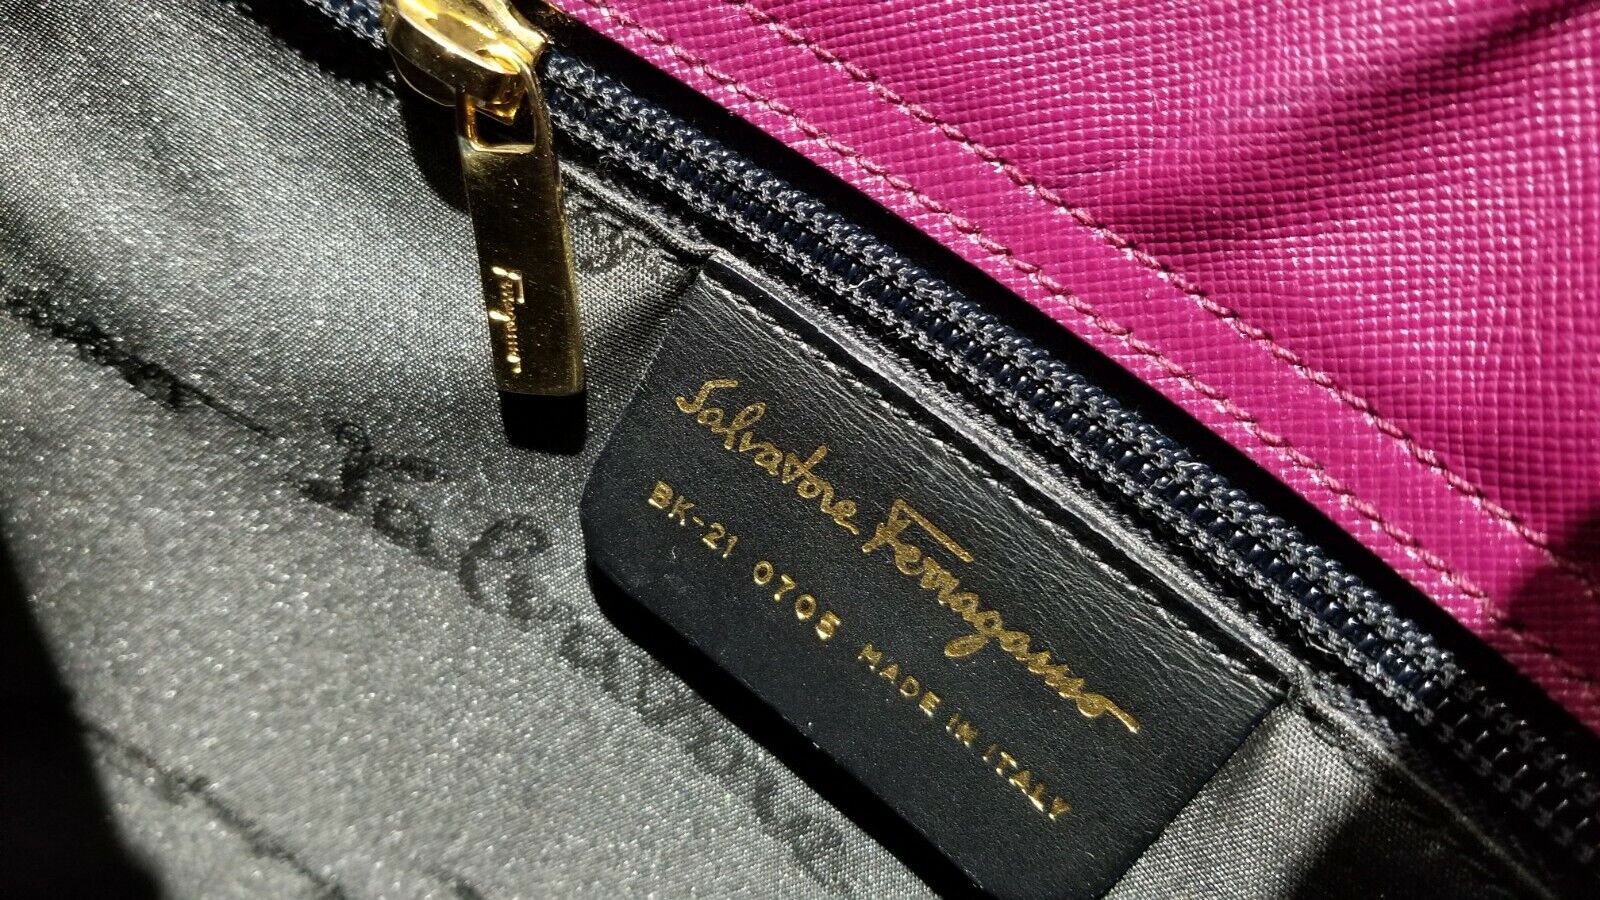 Ferragamo
Salvatore Ferragamo
BK-21 0705 MADE IN ITALY